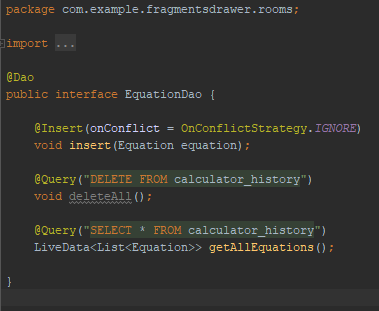 package com.example.fragmentsdrawer.rooms;
import ...
@Dao
public interface EquationDao {
@Insert(onConflict = OnConflictStrategy.IGNORE)
void insert(Equation equation);
@Query("DELETE FROM calculator_history")
void deleteAll();
@Query("SELECT * FROM calculator_history")
LiveData<List<Equation>> getAllEquations();
}